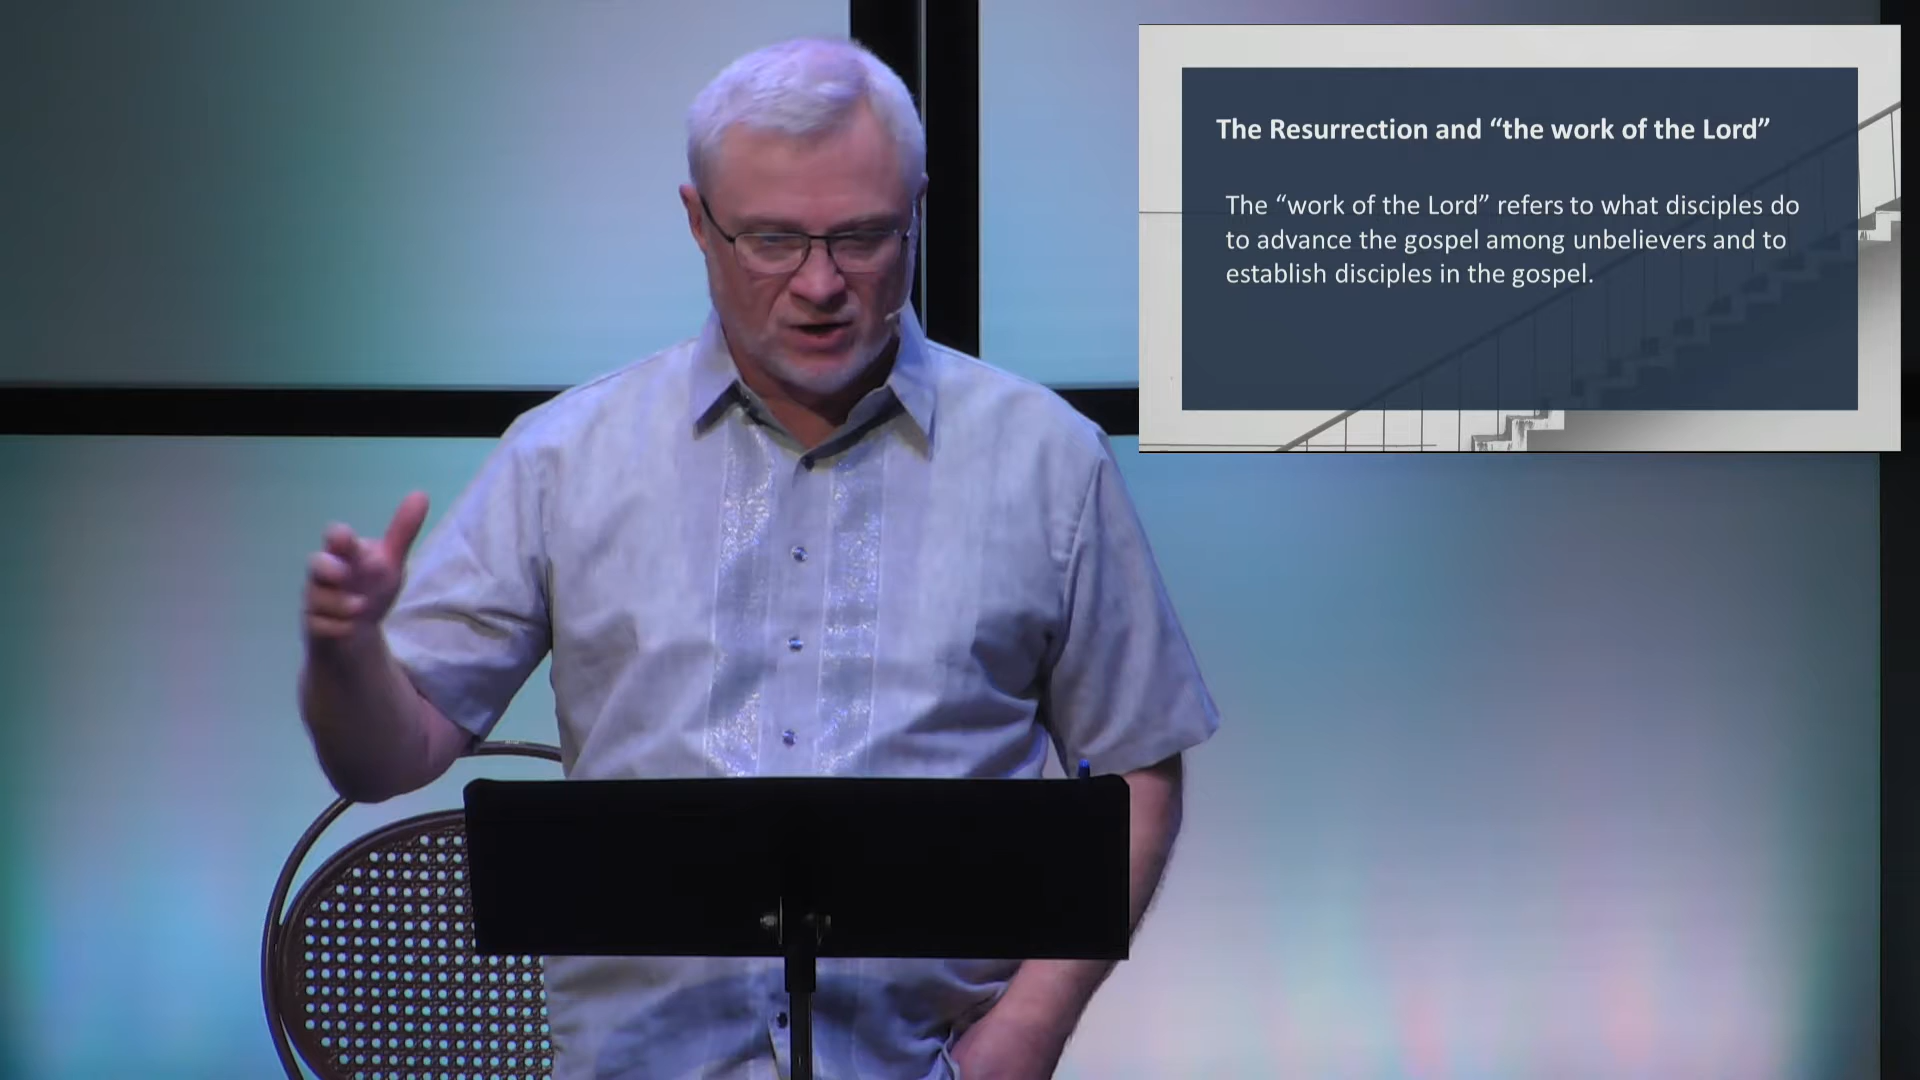 The Resurrection and “the work of the Lord”
The “work of the Lord” refers to what disciples do
to advance the gospel among unbelievers and to
establish disciples in the gospel.